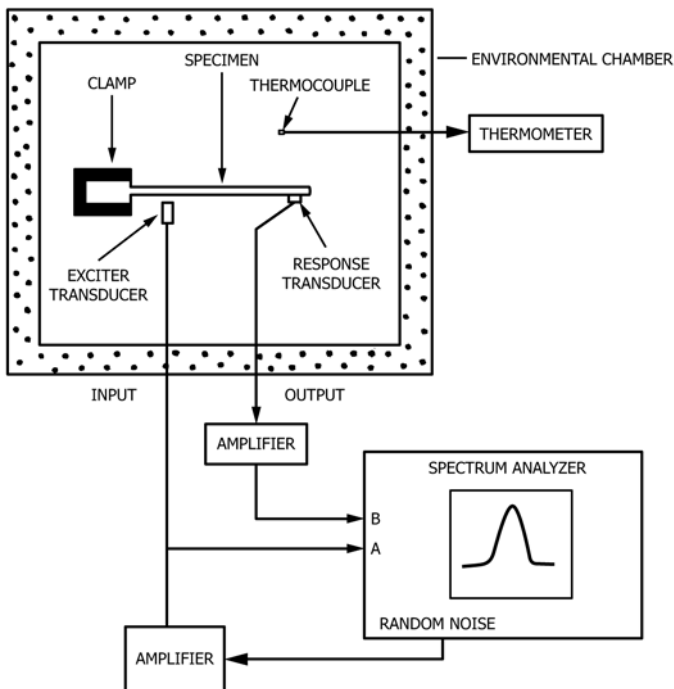 SPECIMEN
ENVIRONMENTAL CHAMBER
CLAMP
THERMOCOUPLE
THERMOMETER
EXCITER
TRANSDUCER
RESPONSE
TRANSDUCER
INPUT
OUTPUT
AMPLIFIER
SPECTRUM ANALYZER
B
A
RANDOM NOISE
AMPLIFIER